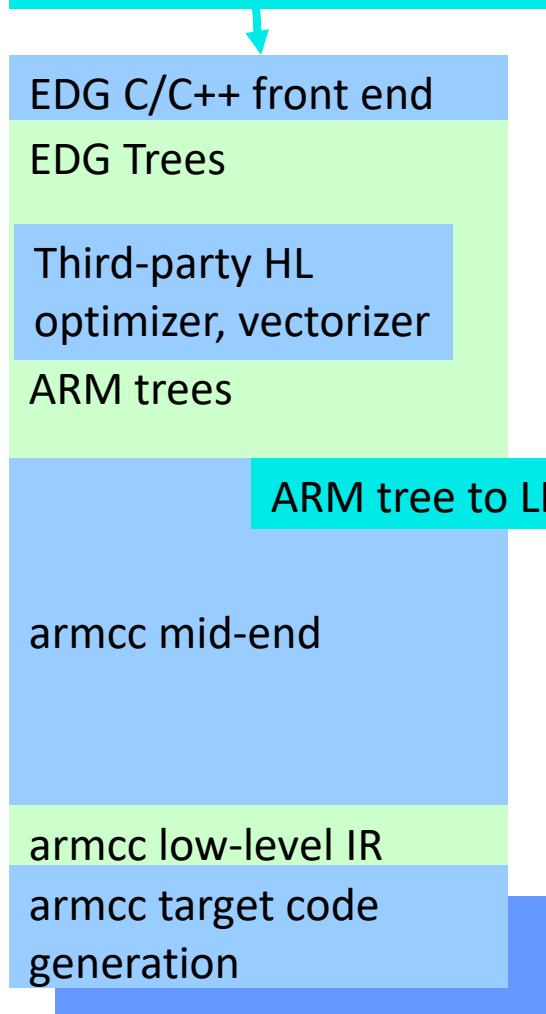 EDG C/C++ front end
EDG Trees
Third-party HL
optimizer, vectorizer
ARM trees
ARM tree to
armcc mid-end
armcc low-level IR
armcc target code
generation